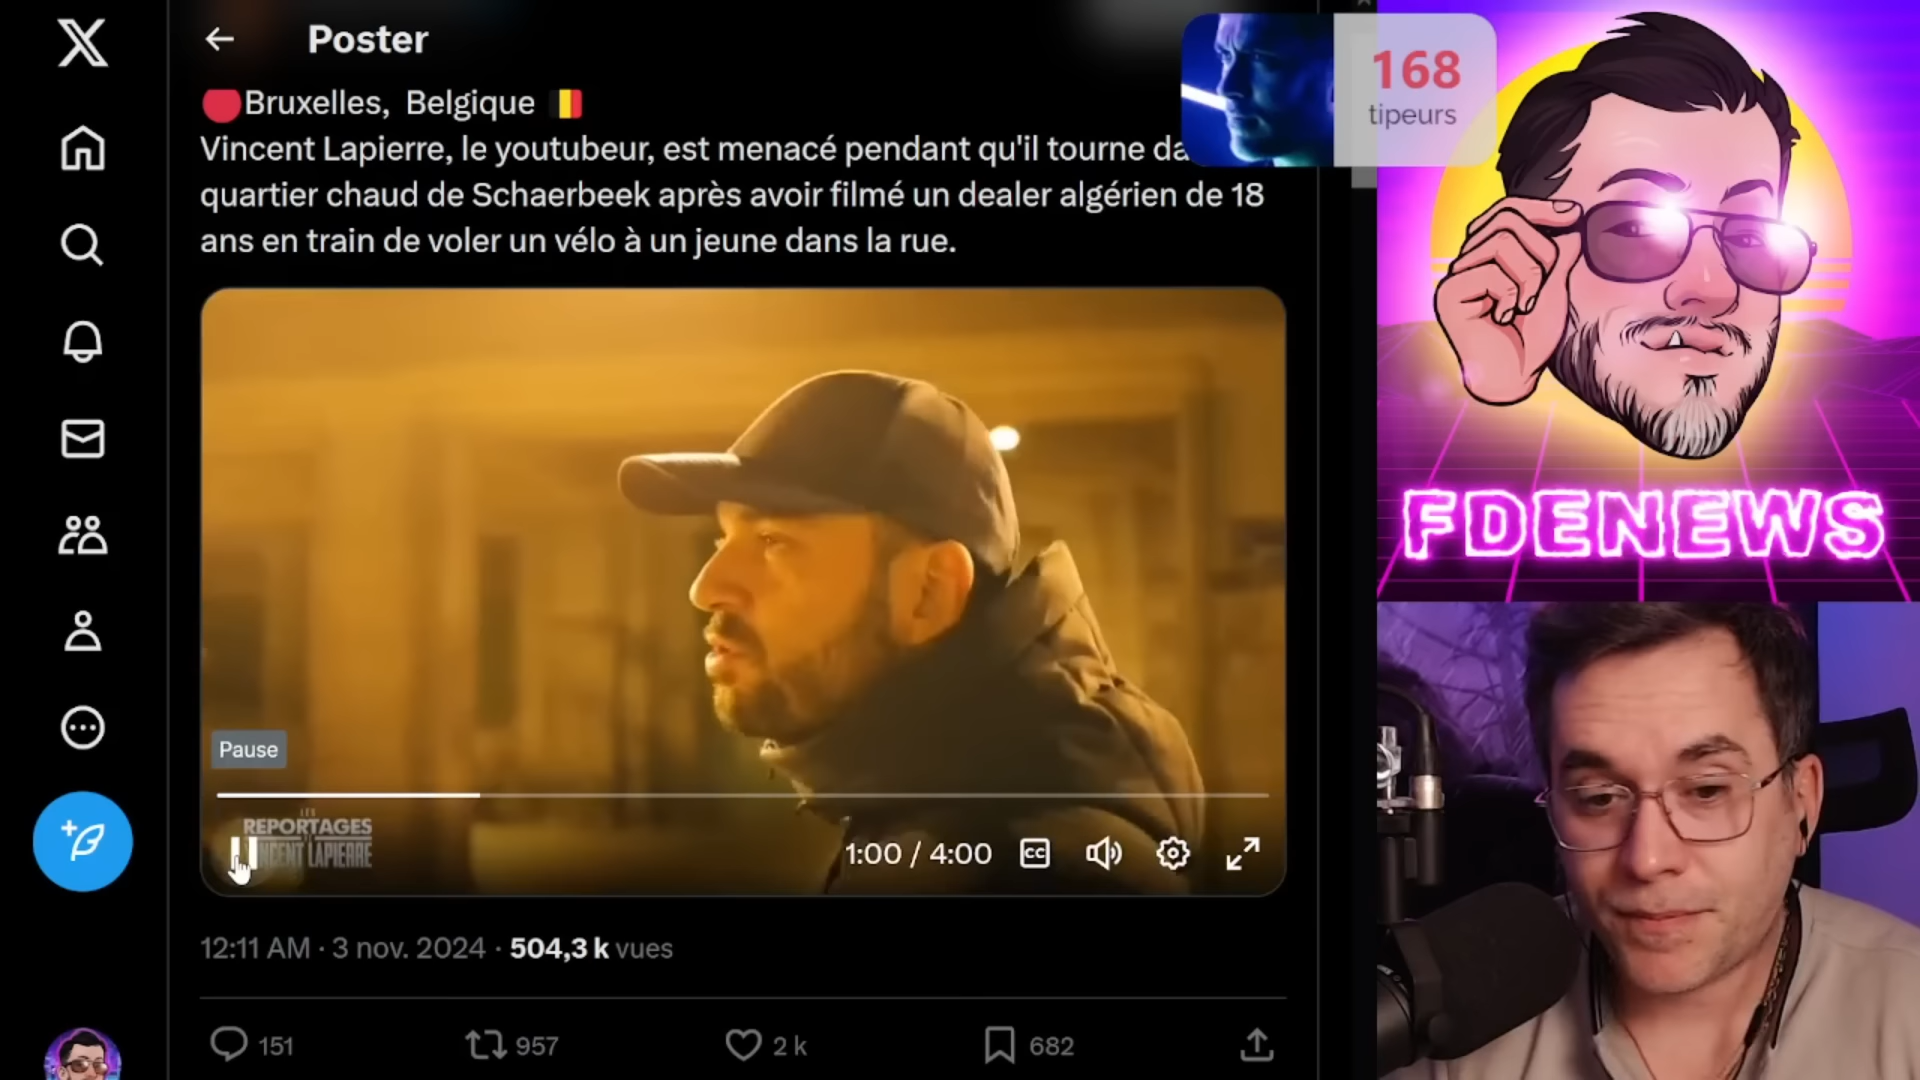 Poster
Bruxelles, Belgique
Vincent Lapierre, le youtubeur, est menacé pendant qu'il tourne da
quartier chaud de Schaerbeek après avoir filmé un dealer algérien de 18
ans en train de voler un vélo à un jeune dans la rue.
168
tipeurs
FDENEWS
Pause
LES
REPORTAGES
VINCENT LAPIERRE
1:00 / 4:00
CC
12:11 AM · 3 nov. 2024 · 504,3 k vues
151
957
2 k
682